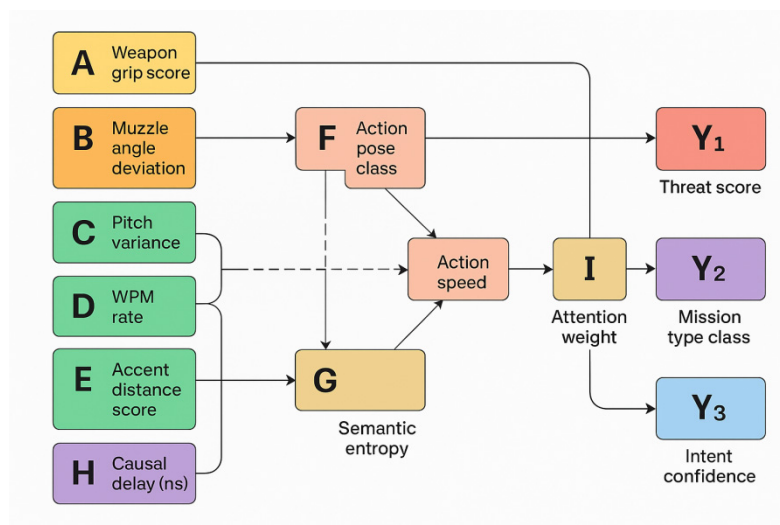 A Weapon
grip score
B Muzzle
angle
deviation
C Pitch
variance
D WPM
rate
E Accent
distance
score
H Causal
delay (ns)
F Action
pose
class
G
Semantic
entropy
Action
speed
I
Attention
weight
Y₁
Threat score
Y₂
Mission
type class
Y₃
Intent
confidence